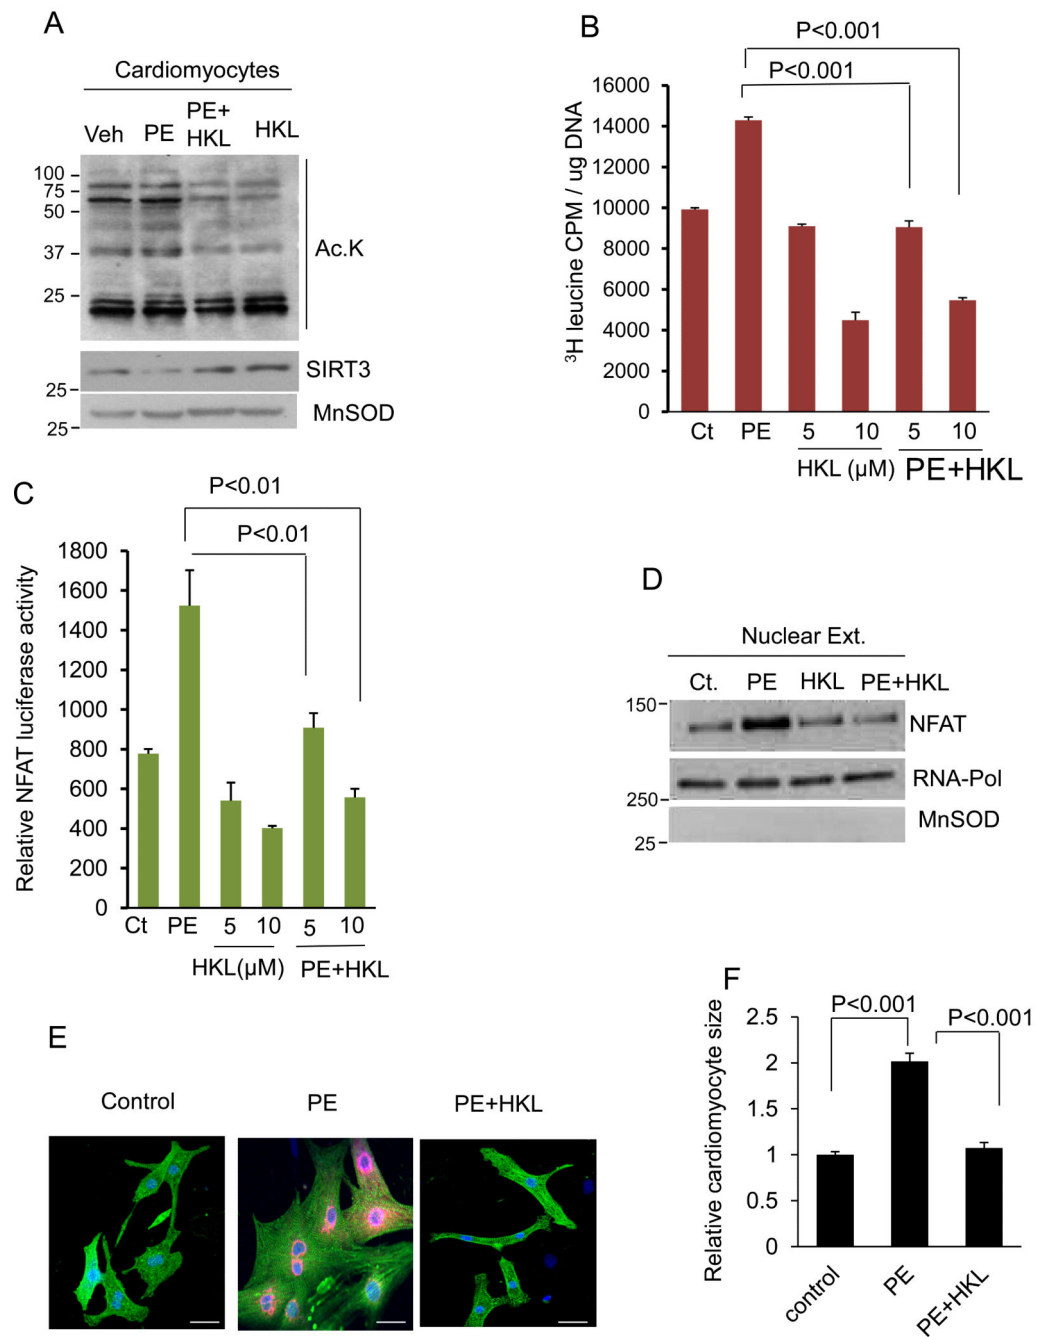 A
Cardiomyocytes
Veh PE PE+ HKL HKL
100
75
50
37
25
Ac.K
SIRT3
25
MnSOD
25
B
P<0.001
P<0.001
³H leucine CPM / ug DNA
16000
14000
12000
10000
8000
6000
4000
2000
0
Ct PE 5 10 5 10
HKL (µM) PE+HKL
C
P<0.01
P<0.01
Relative NFAT luciferase activity
1800
1600
1400
1200
1000
800
600
400
200
0
Ct PE 5 10 5 10
HKL(µM) PE+HKL
D
Nuclear Ext.
Ct. PE HKL PE+HKL
150
NFAT
RNA-Pol
250
MnSOD
25
E
Control PE PE+HKL
F
P<0.001
P<0.001
Relative cardiomyocyte size
2.5
2
1.5
1
0.5
0
control PE PE+HKL